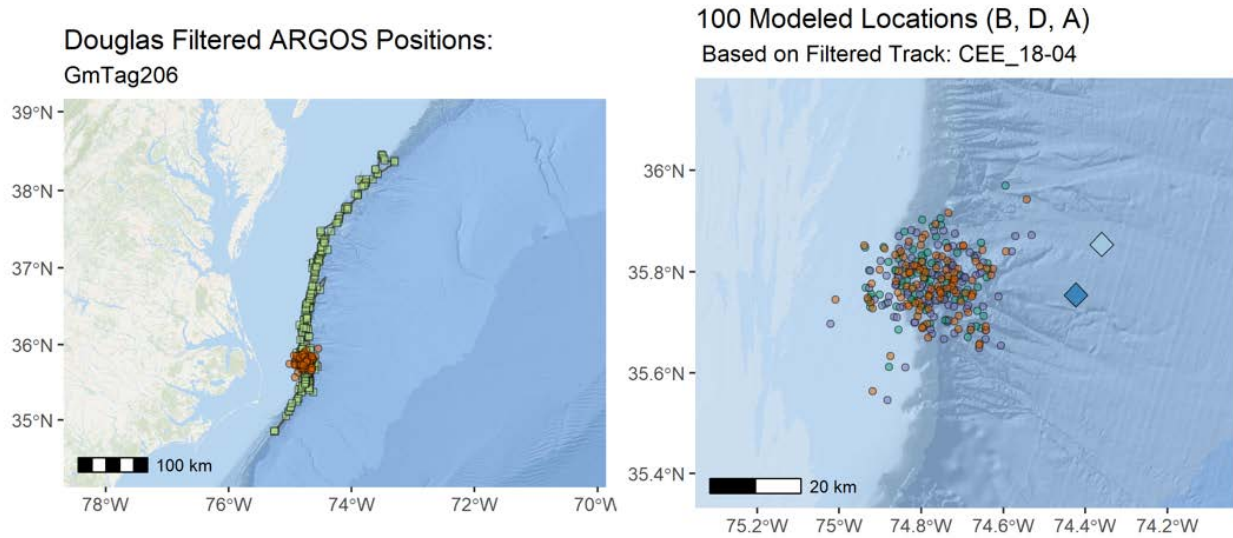 Douglas Filtered ARGOS Positions:
GmTag206
39°N
38°N
37°N
36°N
35°N
100 km
78°W
76°W
74°W
72°W
70°W
100 Modeled Locations (B, D, A)
Based on Filtered Track: CEE_18-04
36°N
35.8°N
35.6°N
35.4°N
20 km
75.2°W
75°W
74.8°W
74.6°W
74.4°W
74.2°W